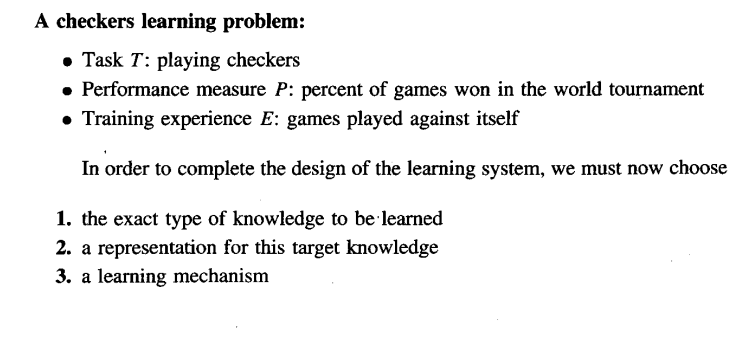 A checkers learning problem:
• Task T: playing checkers
• Performance measure P: percent of games won in the world tournament
• Training experience E: games played against itself
In order to complete the design of the learning system, we must now choose
1. the exact type of knowledge to be learned
2. a representation for this target knowledge
3. a learning mechanism